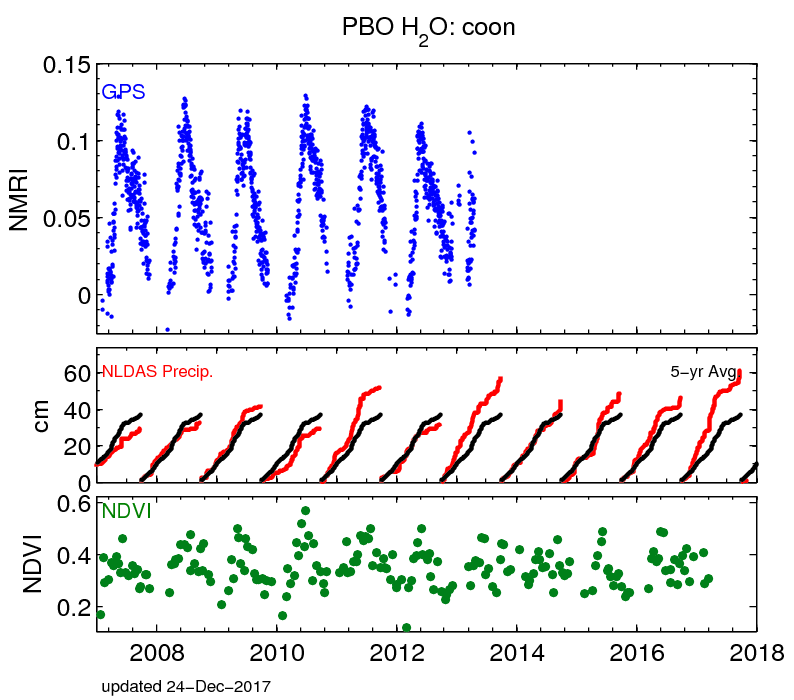 PBO H2O: coon
0.15
GPS
0.1
NMRI
0.05
0
NLDAS Precip.
5−yr Avg.
60
cm
40
20
0
0.6
NDVI
NDVI
0.4
0.2
2008 2010 2012 2014 2016 2018
updated 24−Dec−2017